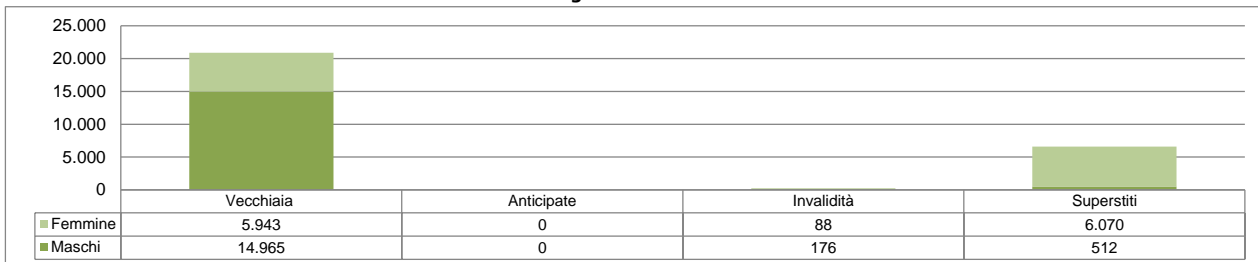 25.000
20.000
15.000
10.000
5.000
0
Vecchiaia Anticipate Invalidità Superstiti
Femmine 5.943 0 88 6.070
Maschi 14.965 0 176 512